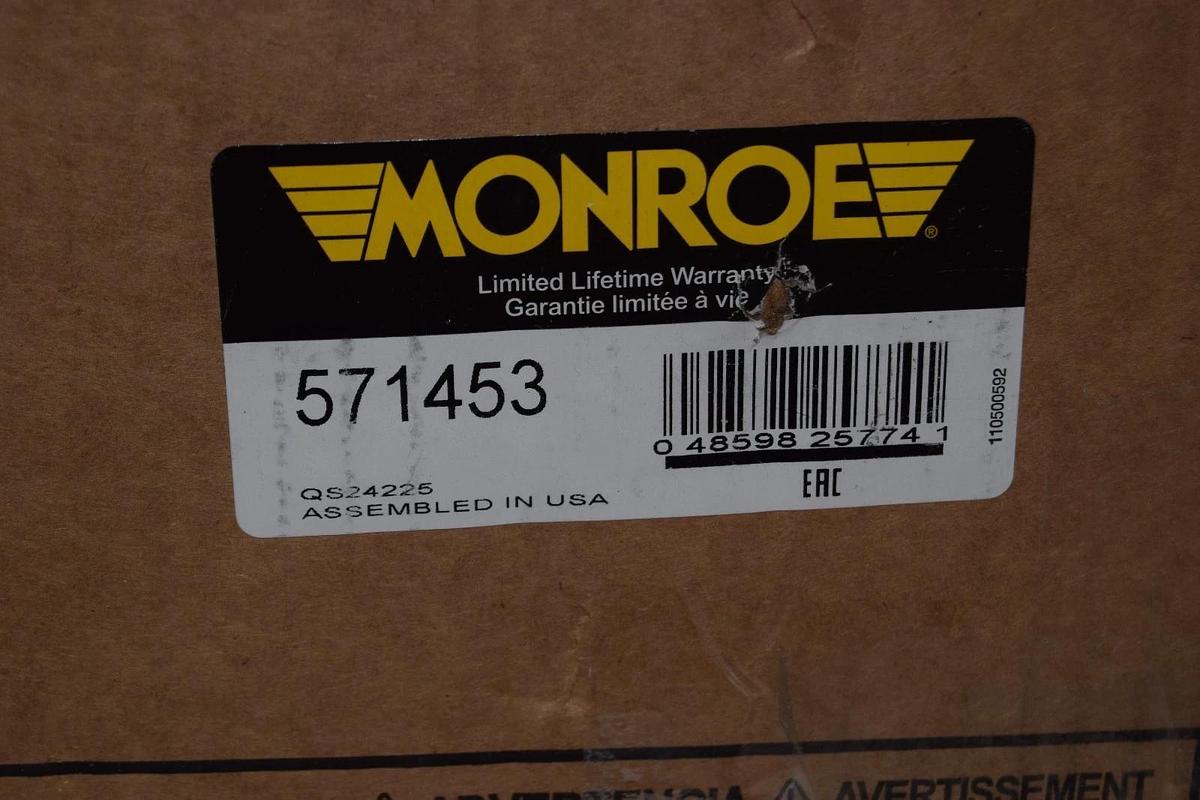 MONROE®
Limited Lifetime Warranty
Garantie limitée à vie
571453
0 48598 25774 1
110500592
EAC
QS24225
ASSEMBLED IN USA
ADVERTENCIA ⚠ AVERTISSEMENT